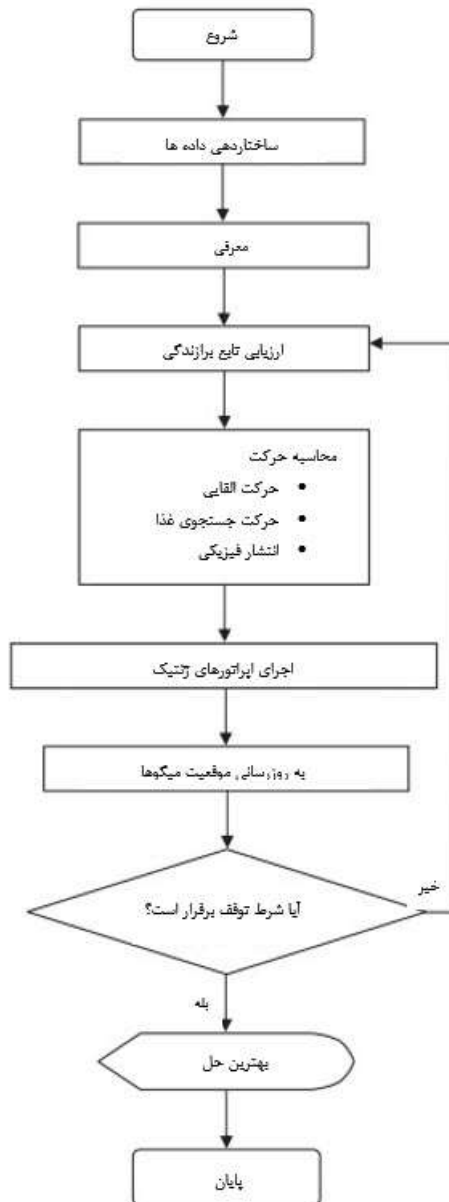 شروع
ساختاردهی داده ها
معرفی
ارزیابی تابع برازندگی
محاسبه حرکت
• حرکت القایی
• حرکت جستجوی غذا
• انتشار فیزیکی
اجرای اپراتورهای ژنتیک
به روزرسانی موقعیت میگوها
آیا شرط توقف برقرار است؟
خیر
بله
بهترین حل
پایان